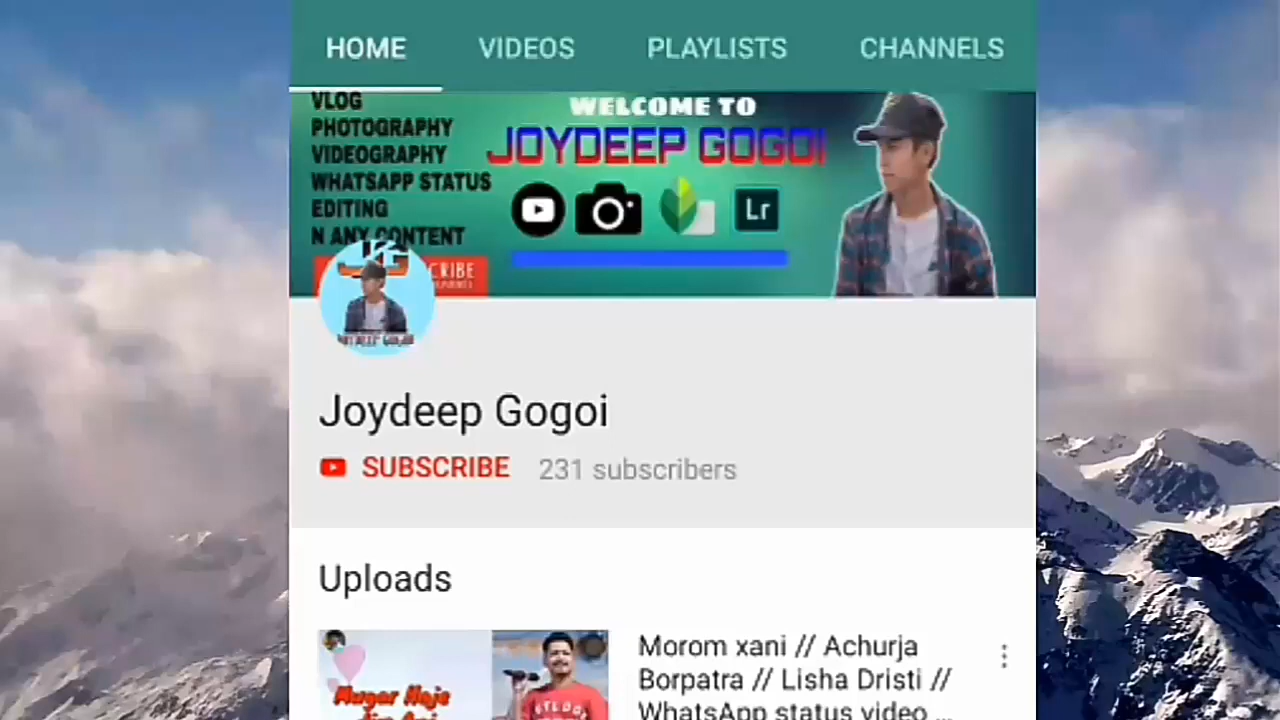 HOME VIDEOS PLAYLISTS CHANNELS
VLOG
PHOTOGRAPHY
VIDEOGRAPHY
WHATSAPP STATUS
EDITING
N ANY CONTENT
WELCOME TO
JOYDEEP GOGOI
Lr
CRIBE
Joydeep Gogoi
SUBSCRIBE 231 subscribers
Uploads
Morom xani // Achurja
Borpatra // Lisha Dristi //
WhatsApp status video ...